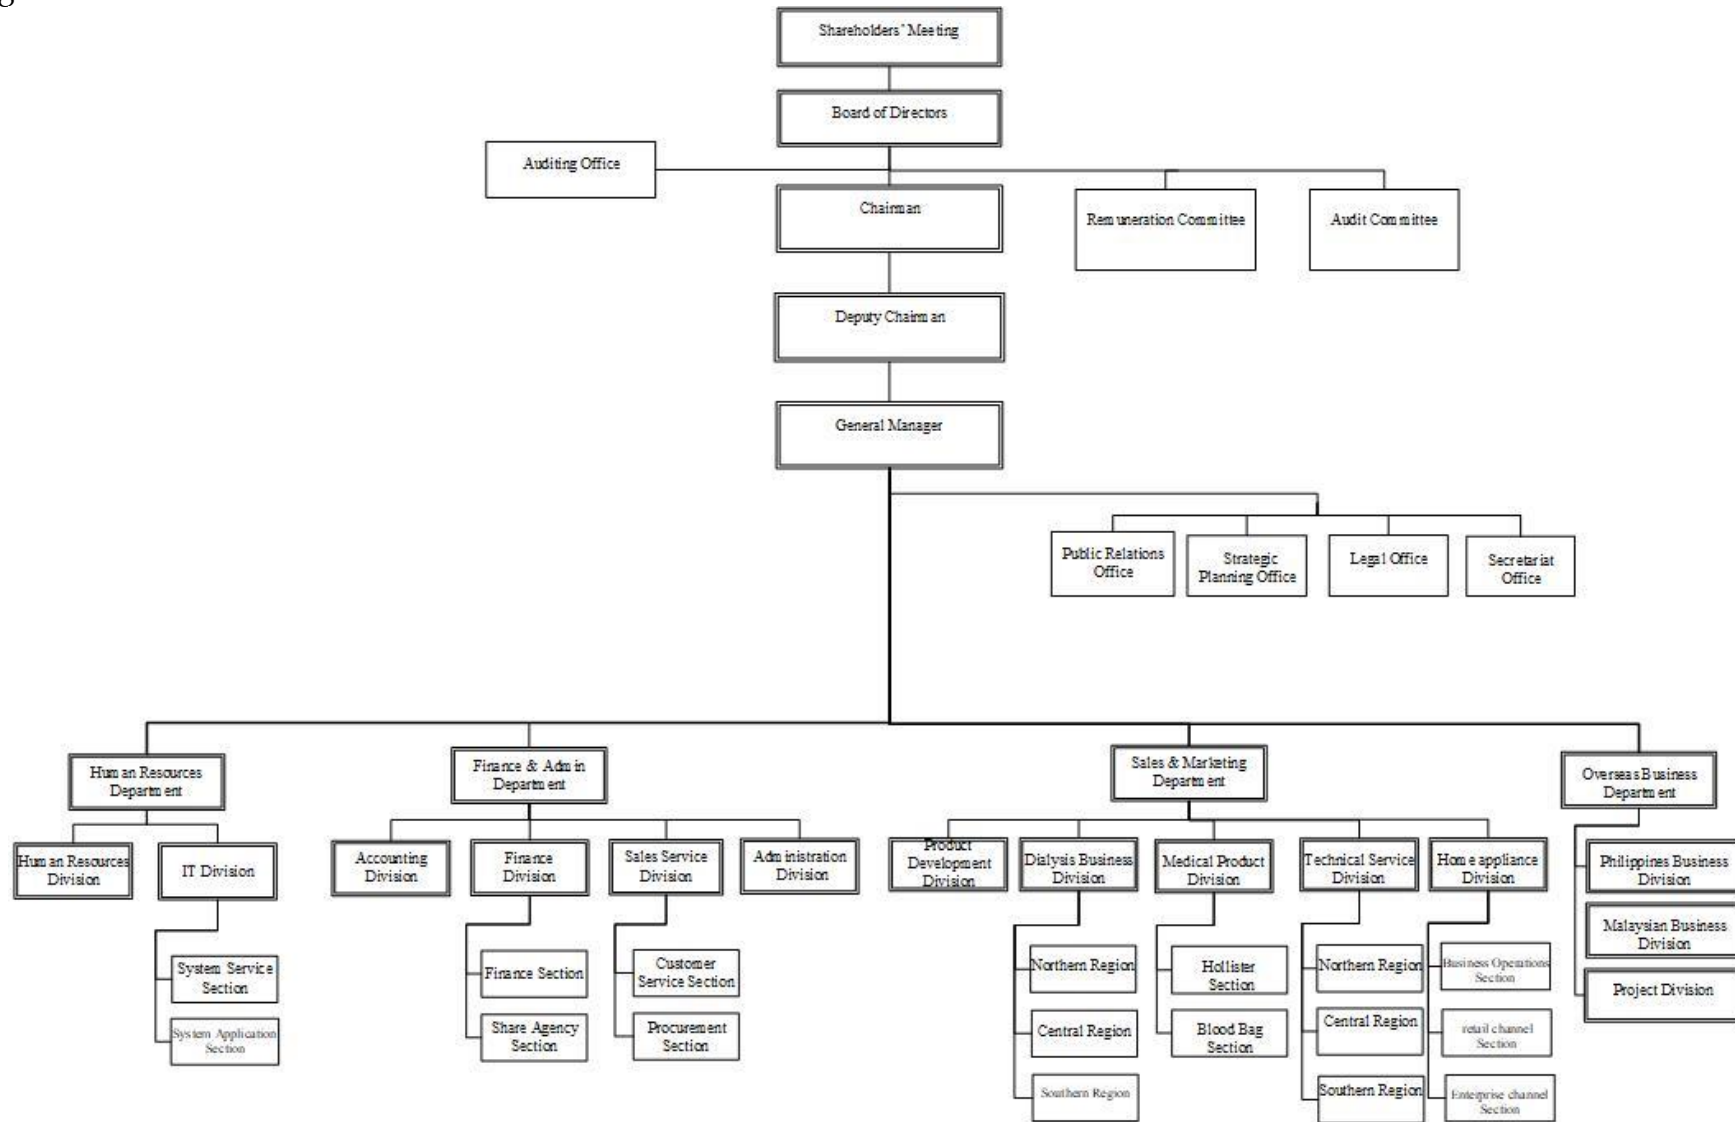 Shareholders' Meeting
Board of Directors
Auditing Office
Chairman
Remuneration Committee
Audit Committee
Deputy Chairman
General Manager
Public Relations
Office
Strategic
Planning Office
Legal Office
Secretariat
Office
Human Resources
Department
Finance & Admin
Department
Sales & Marketing
Department
Overseas Business
Department
Human Resources
Division
IT Division
Accounting
Division
Finance
Division
Sales Service
Division
Administration
Division
Product
Development
Division
Dialysis Business
Division
Medical Product
Division
Technical Service
Division
Home appliance
Division
Philippines Business
Division
Malaysian Business
Division
Project Division
System Service
Section
System Application
Section
Finance Section
Share Agency
Section
Customer
Service Section
Procurement
Section
Northern Region
Central Region
Southern Region
Hollister
Section
Blood Bag
Section
Northern Region
Central Region
Southern Region
Business Operations
Section
retail channel
Section
Enterprise channel
Section